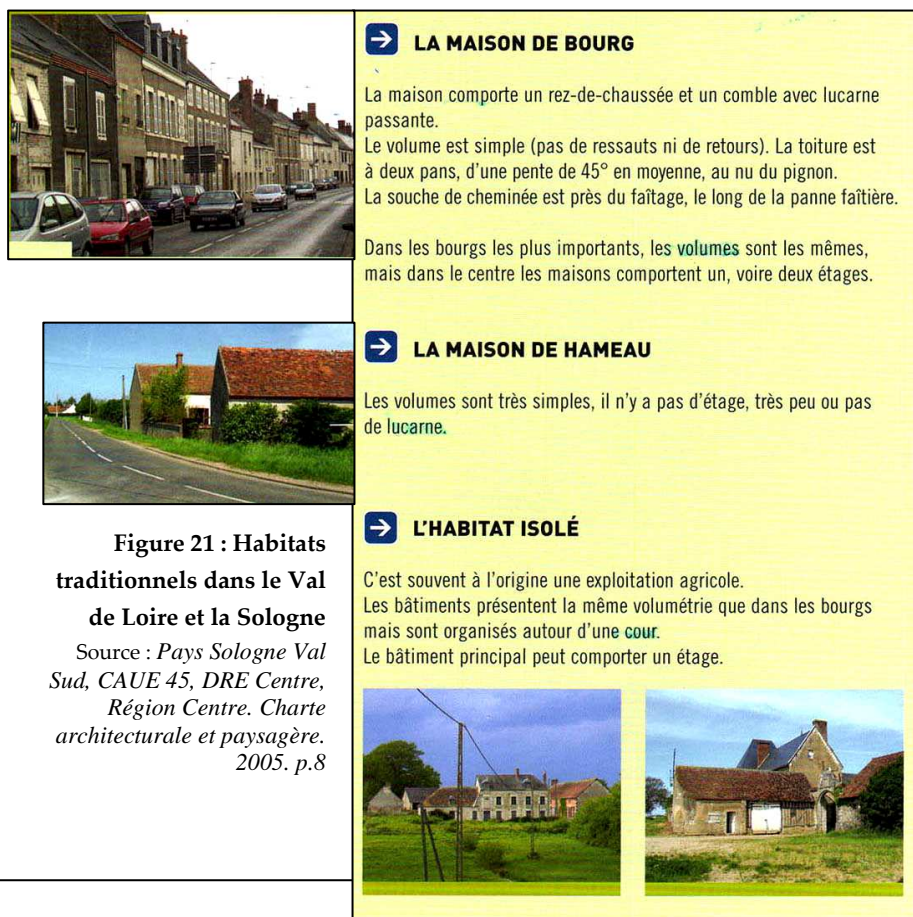 LA MAISON DE BOURG
La maison comporte un rez-de-chaussée et un comble avec lucarne
passante.
Le volume est simple (pas de ressauts ni de retours). La toiture est
à deux pans, d'une pente de 45° en moyenne, au nu du pignon.
La souche de cheminée est près du faîtage, le long de la panne faîtière.
Dans les bourgs les plus importants, les volumes sont les mêmes,
mais dans le centre les maisons comportent un, voire deux étages.
LA MAISON DE HAMEAU
Les volumes sont très simples, il n'y a pas d'étage, très peu ou pas
de lucarne.
L'HABITAT ISOLÉ
C'est souvent à l'origine une exploitation agricole.
Les bâtiments présentent la même volumétrie que dans les bourgs
mais sont organisés autour d'une cour.
Le bâtiment principal peut comporter un étage.
Figure 21 : Habitats
traditionnels dans le Val
de Loire et la Sologne
Source : Pays Sologne Val
Sud, CAUE 45, DRE Centre,
Région Centre. Charte
architecturale et paysagère.
2005. p.8